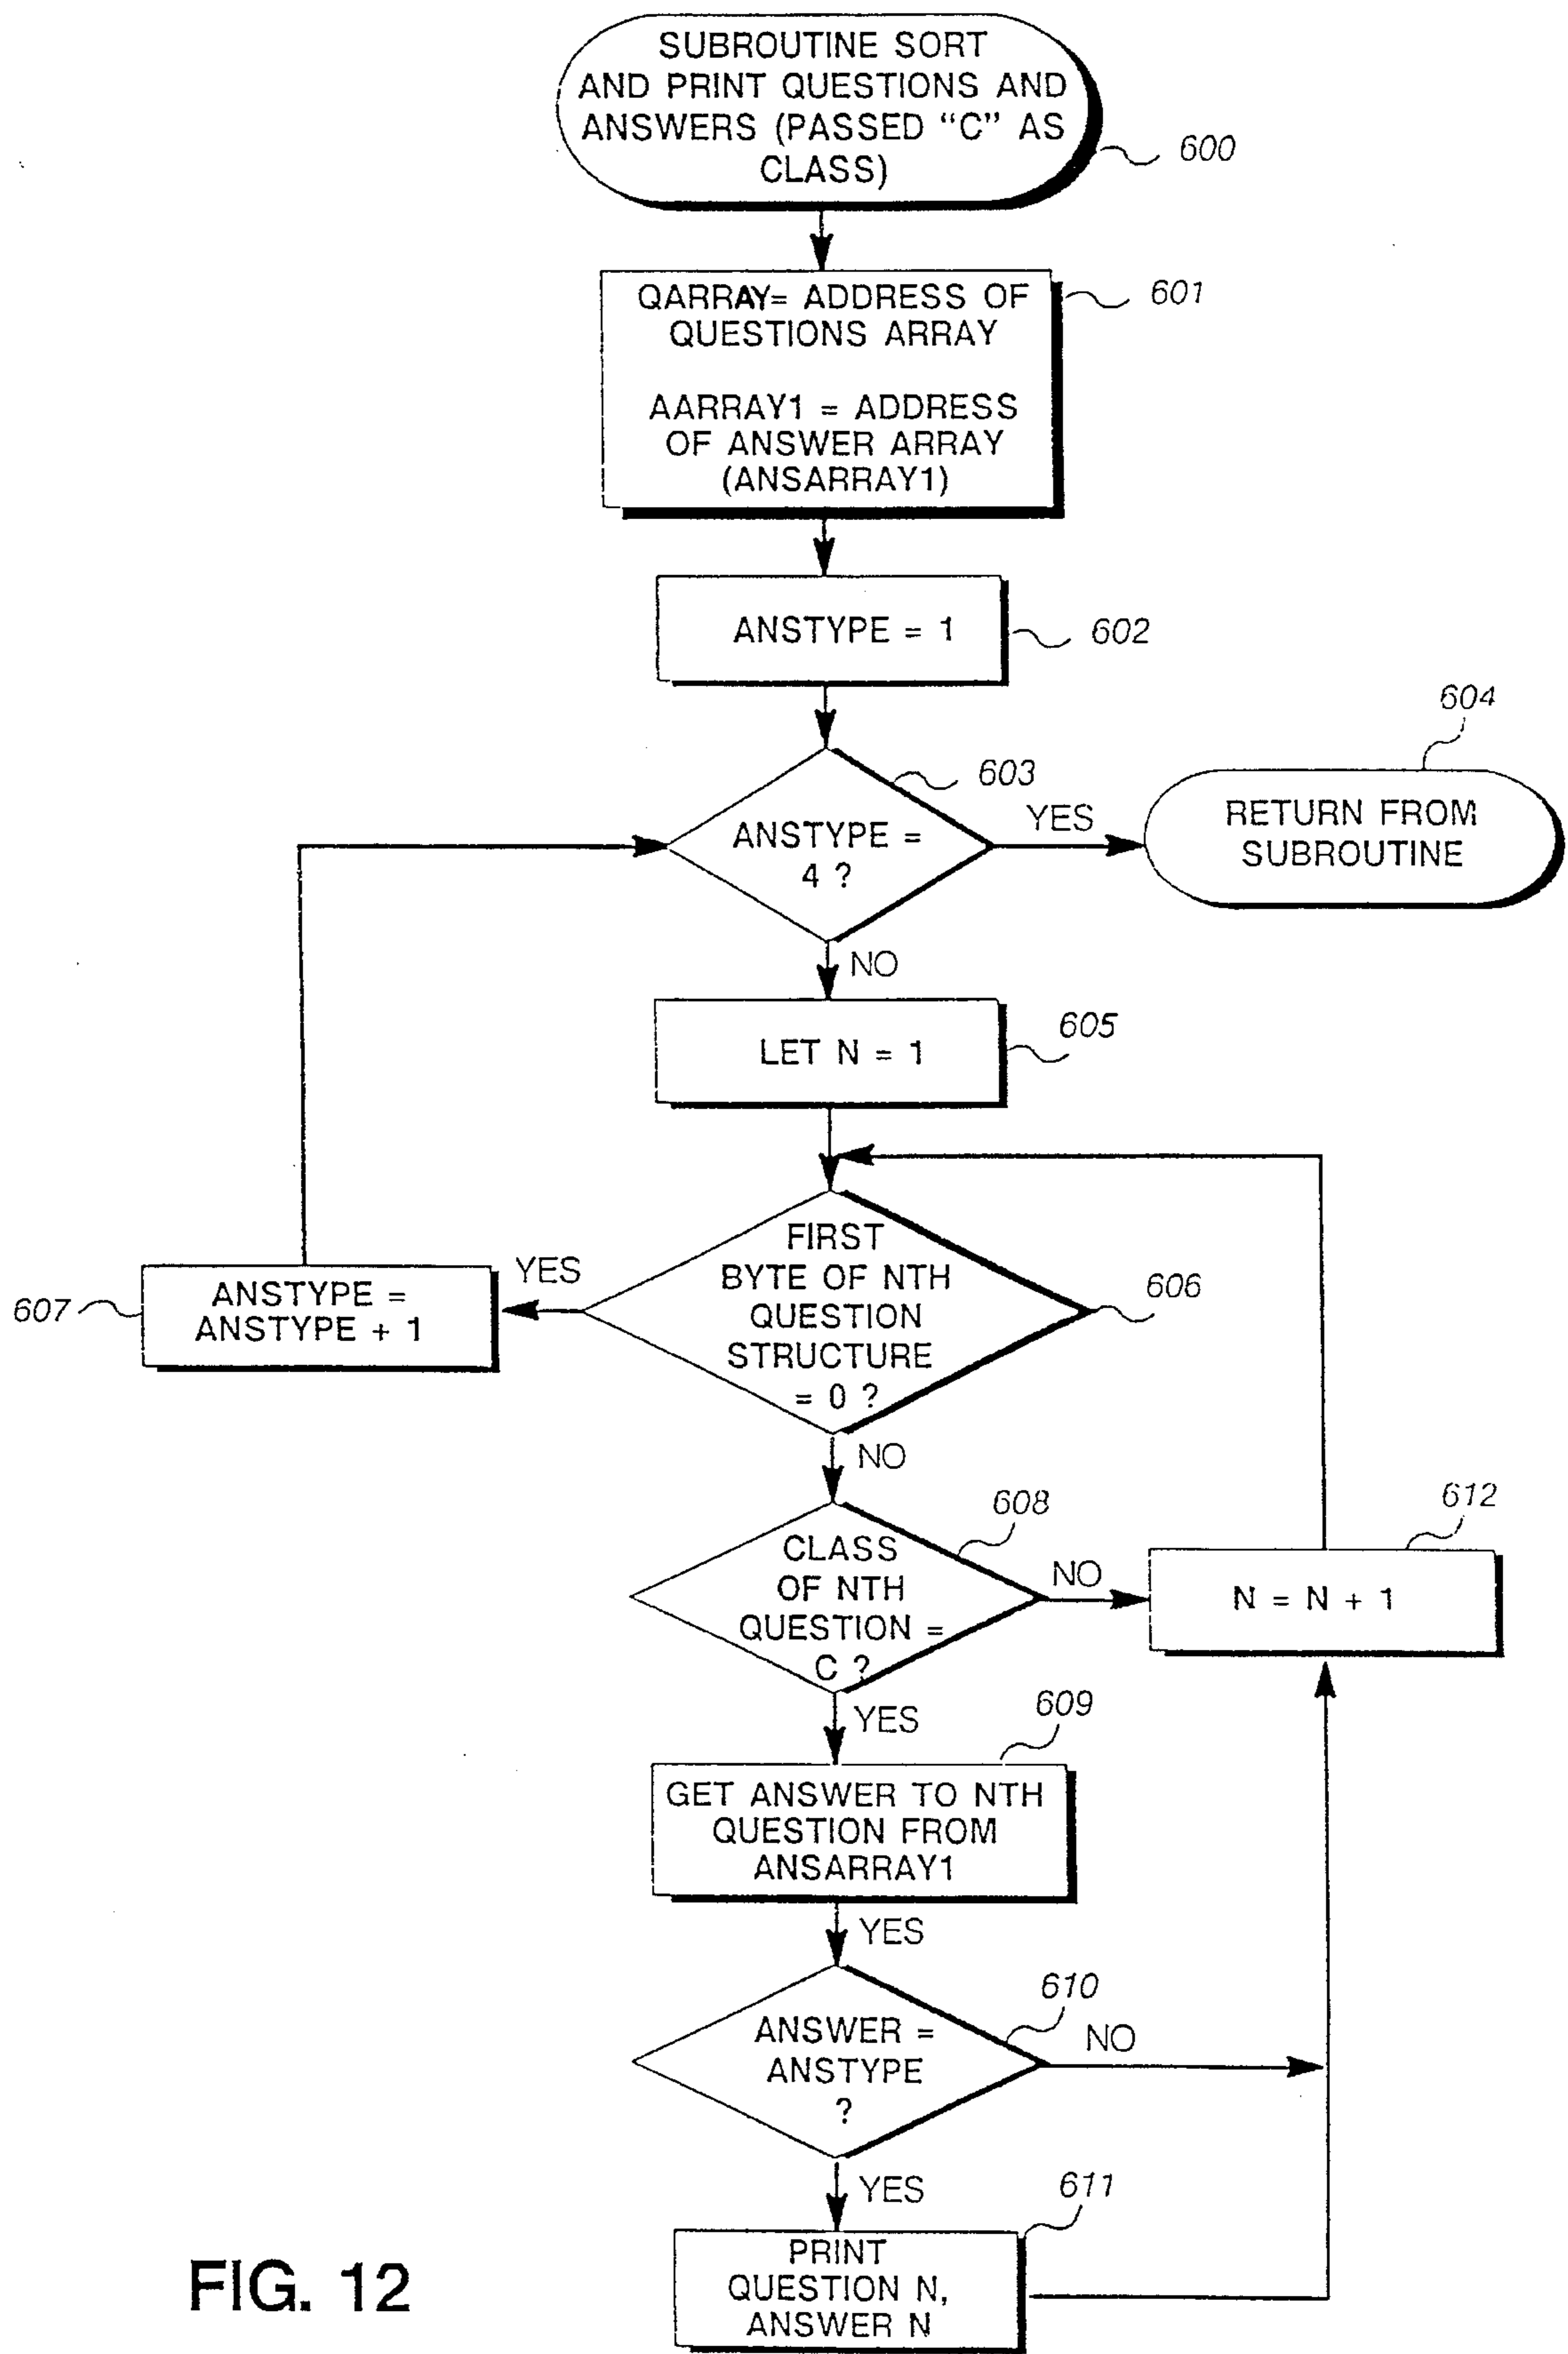 SUBROUTINE SORT
AND PRINT QUESTIONS AND
ANSWERS (PASSED “C” AS
CLASS)
600
QARRAY= ADDRESS OF
QUESTIONS ARRAY
AARRAY1 = ADDRESS
OF ANSWER ARRAY
(ANSARRAY1)
601
ANSTYPE = 1
602
604
603
ANSTYPE =
4 ?
YES
RETURN FROM
SUBROUTINE
NO
LET N = 1
605
FIRST
BYTE OF NTH
QUESTION
STRUCTURE
= 0 ?
606
YES
607
ANSTYPE =
ANSTYPE + 1
NO
608
CLASS
OF NTH
QUESTION =
C ?
NO
612
N = N + 1
YES
609
GET ANSWER TO NTH
QUESTION FROM
ANSARRAY1
YES
610
ANSWER =
ANSTYPE
?
NO
YES
611
PRINT
QUESTION N,
ANSWER N
FIG. 12